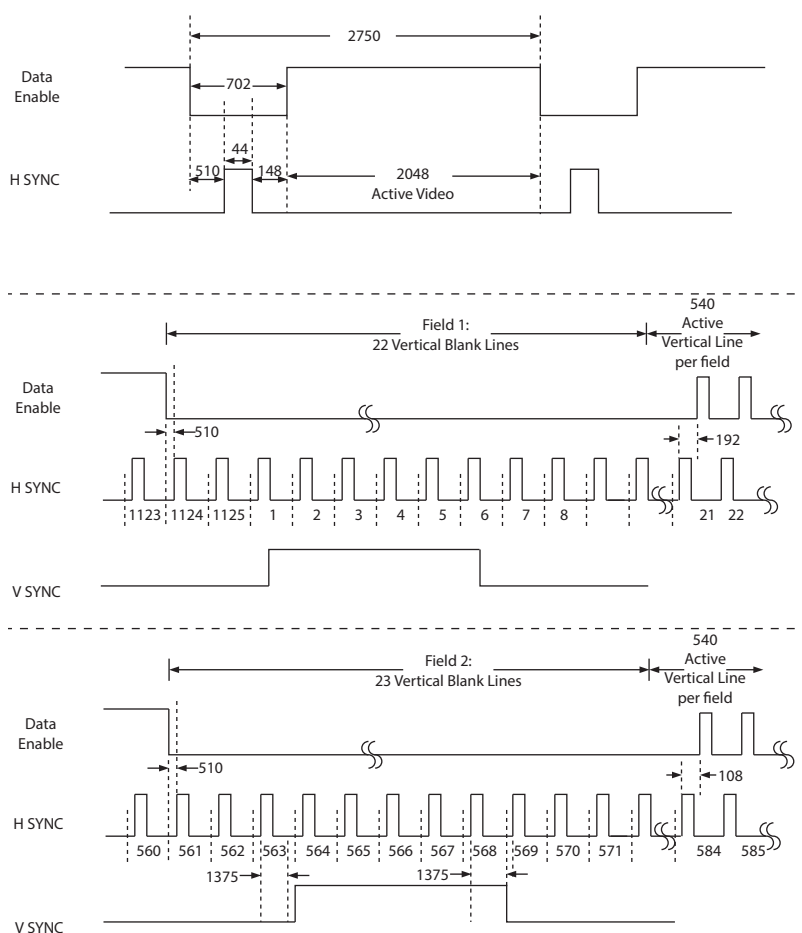 2750
Data
Enable
702
44
510
148
2048
Active Video
H SYNC
540
Active
Vertical Line
per field
Field 1:
22 Vertical Blank Lines
Data
Enable
510
192
H SYNC
1123 1124 1125 1 2 3 4 5 6 7 8 21 22
V SYNC
540
Active
Vertical Line
per field
Field 2:
23 Vertical Blank Lines
Data
Enable
510
108
H SYNC
560 561 562 563 564 565 566 567 568 569 570 571 584 585
1375 1375
V SYNC